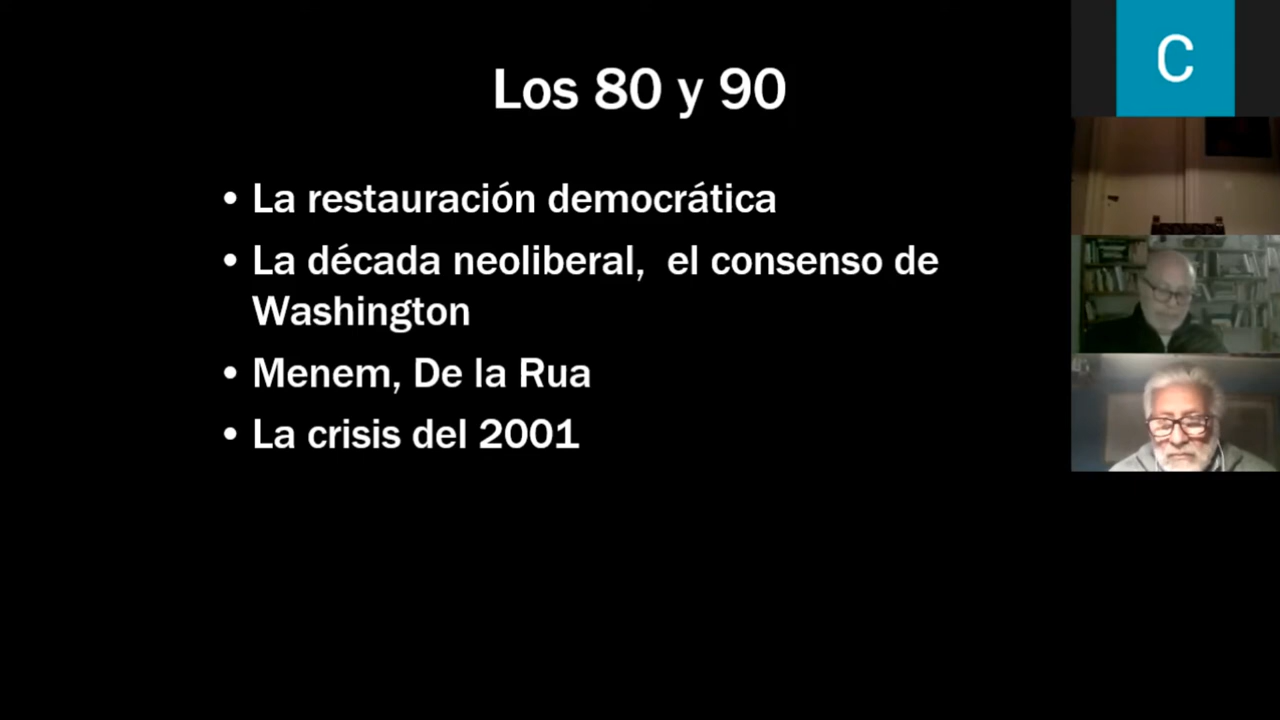 Los 80 y 90
• La restauración democrática
• La década neoliberal,  el consenso de
Washington
• Menem, De la Rua
• La crisis del 2001
C